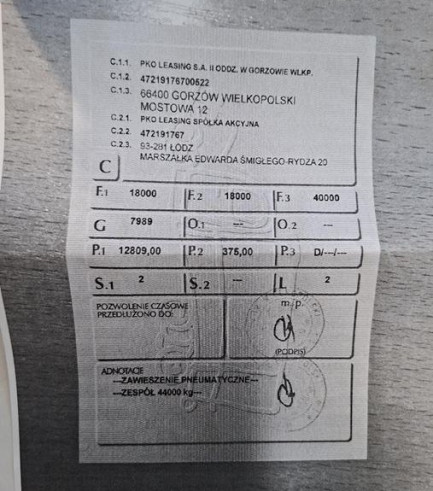 C.1.1. PKO LEASING S.A. II ODDZ. W GORZOWIE WLKP.
C.1.2. 47219176700522
C.1.3. 66400 GORZÓW WIELKOPOLSKI
MOSTOWA 12
C.2.1. PKO LEASING SPÓŁKA AKCYJNA
C.2.2. 472191767
C.2.3. 93-281 ŁÓDŹ
MARSZAŁKA EDWARDA ŚMIGŁEGO-RYDZA 20
C
F.1 18000 F.2 18000 F.3 40000
G 7989 O.1 --- O.2 ---
P.1 12809,00 P.2 375,00 P.3 D/---/---
S.1 2 S.2 --- L 2
POZWOLENIE CZASOWE
PRZEDŁUŻONO DO:
m. p.
(PODPIS)
ADNOTACJE
---ZAWIESZENIE PNEUMATYCZNE---
---ZESPÓŁ 44000 kg---